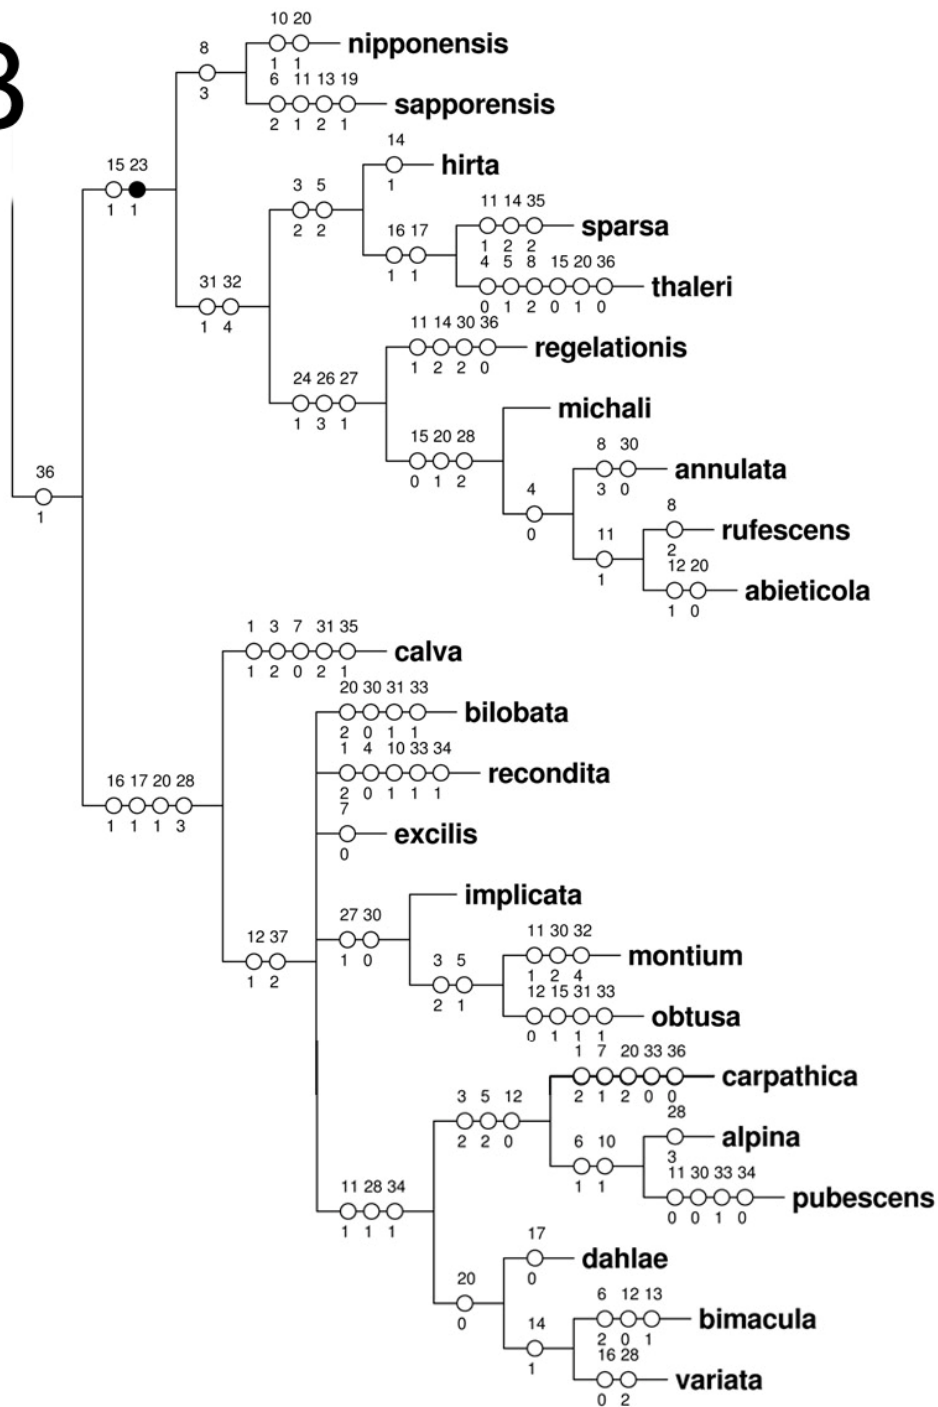 B
10 20
nipponensis
1 1
8
3
6 11 13 19
sapporensis
2 1 2 1
14
hirta
1
15 23
1 1
3 5
2 2
11 14 35
sparsa
1 2 2
16 17
1 1
4 5 8 15 20 36
thaleri
0 1 2 0 1 0
31 32
1 4
11 14 30 36
regelationis
1 2 2 0
24 26 27
1 3 1
michali
15 20 28
0 1 2
8 30
annulata
3 0
36
1
4
0
8
rufescens
2
11
1
12 20
abieticola
1 0
1 3 7 31 35
calva
1 2 0 2 1
20 30 31 33
bilobata
2 0 1 1
1 4 10 33 34
recondita
2 0 1 1 1
16 17 20 28
1 1 1 3
7
excilis
0
implicata
27 30
1 0
11 30 32
montium
1 2 4
12 37
1 2
3 5
2 1
12 15 31 33
obtusa
0 1 1 1
1 7 20 33 36
carpathica
2 1 2 0 0
3 5 12
2 2 0
28
alpina
3
6 10
1 1
11 30 33 34
pubescens
0 0 1 0
11 28 34
1 1 1
17
dahlae
0
20
0
6 12 13
bimacula
2 0 1
14
1
16 28
variata
0 2